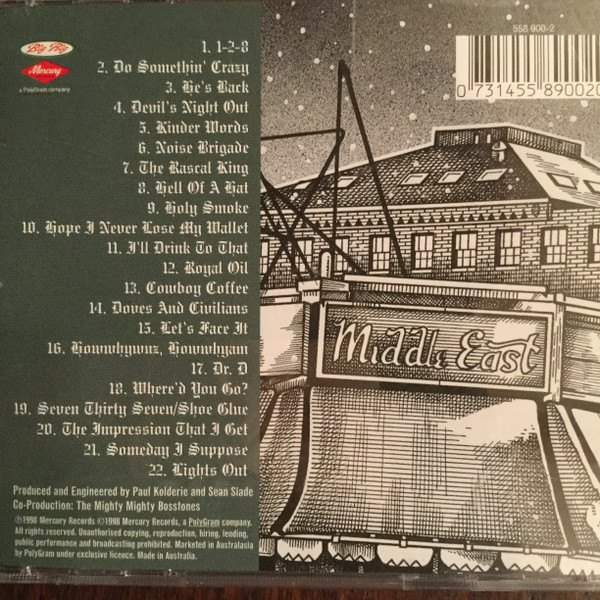 Big Rig
Mercury
a PolyGram company
1. 1-2-8
2. Do Somethin' Crazy
3. He's Back
4. Devil's Night Out
5. Kinder Words
6. Noise Brigade
7. The Rascal King
8. Hell Of A Hat
9. Holy Smoke
10. Hope I Never Lose My Wallet
11. I'll Drink To That
12. Royal Oil
13. Cowboy Coffee
14. Doves And Civilians
15. Let's Face It
16. Howwhywuz, Howwhyam
17. Dr. D
18. Where'd You Go?
19. Seven Thirty Seven/Shoe Glue
20. The Impression That I Get
21. Someday I Suppose
22. Lights Out
Produced and Engineered by Paul Kolderie and Sean Slade
Co-Production: The Mighty Mighty Bosstones
℗1998 Mercury Records ©1998 Mercury Records, a PolyGram company.
All rights reserved. Unauthorised copying, reproduction, hiring, lending,
public performance and broadcasting prohibited. Marketed in Australasia
by PolyGram under exclusive licence. Made in Australia.
558 900-2
0 731455 890020
Middle East